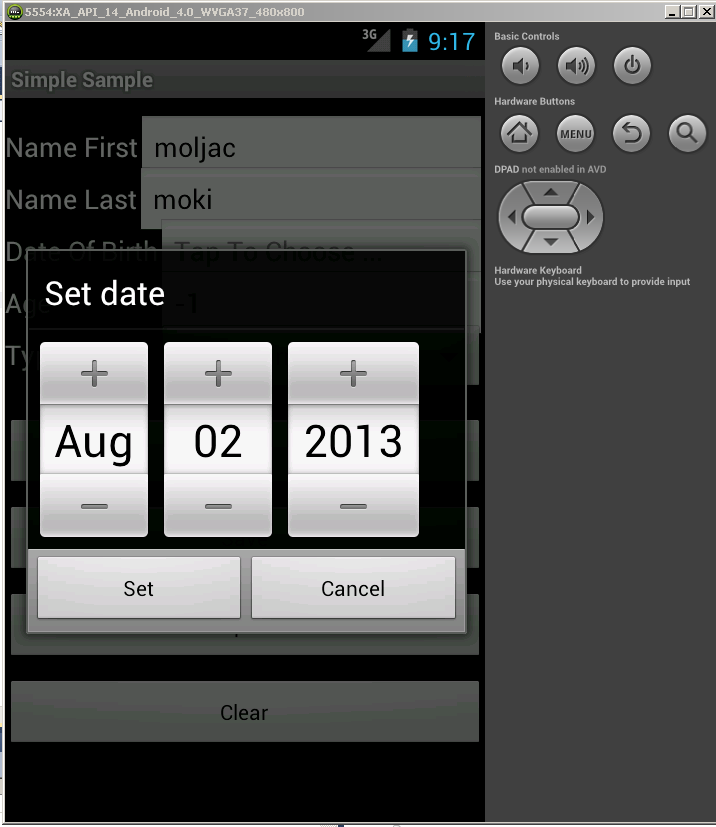 5554:XA_API_14_Android_4.0_WVGA37_480x800
3G 9:17
Simple Sample
Name First moljac
Name Last moki
Date Of Birth Tap To Choose ...
Set date
-1
+ + +
Aug 02 2013
− − −
Set Cancel
Clear
Basic Controls
Hardware Buttons
MENU
DPAD not enabled in AVD
Hardware Keyboard
Use your physical keyboard to provide input